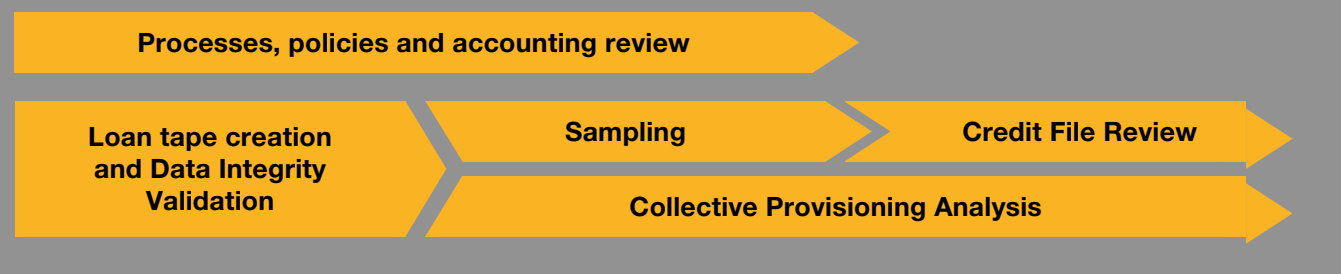 Processes, policies and accounting review
Loan tape creation
and Data Integrity
Validation
Sampling
Credit File Review
Collective Provisioning Analysis